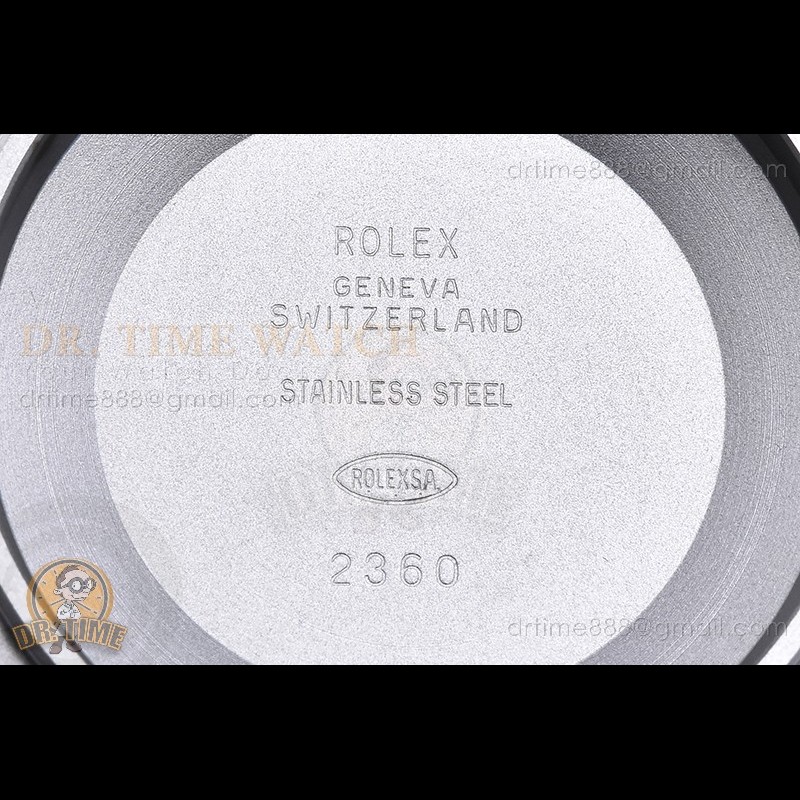 drtime888@gmail.com
ROLEX
GENEVA
SWITZERLAND
DR. TIME WATCH
STAINLESS STEEL
drtime888@gmail.com
ROLEXSA.
2360
DR. TIME
drtime888@gmail.com